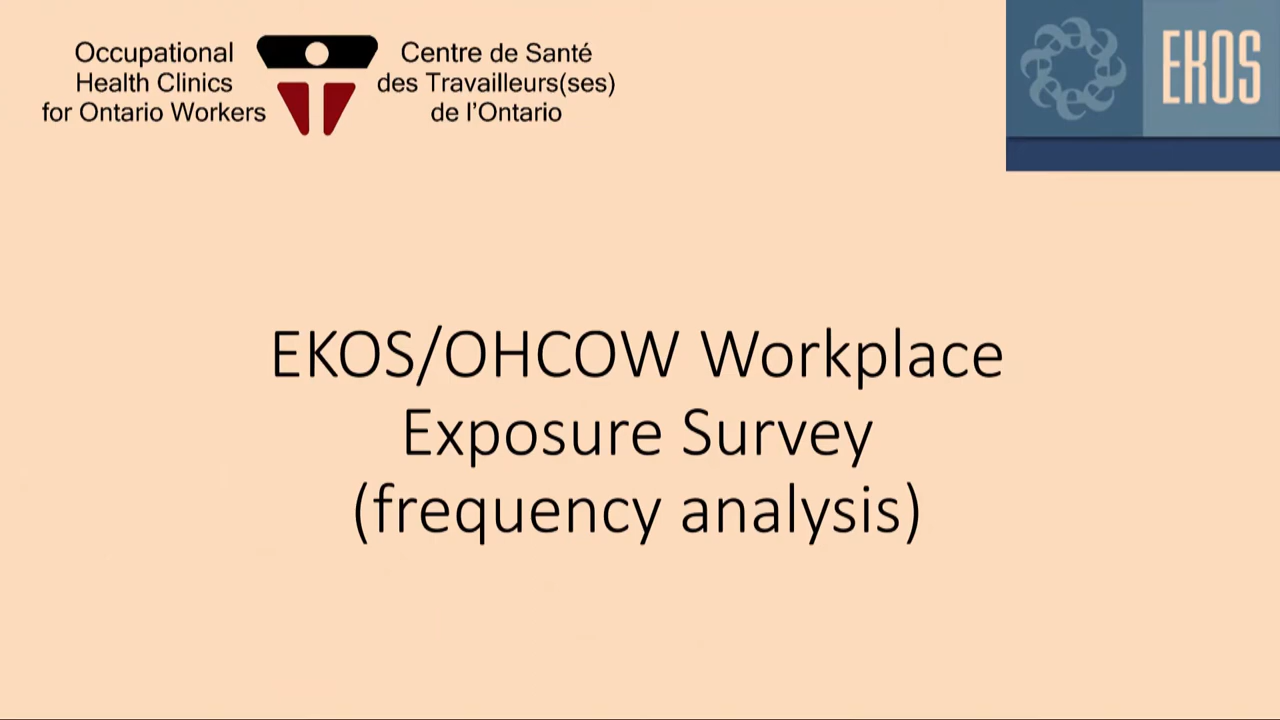 Occupational
Health Clinics
for Ontario Workers
Centre de Santé
des Travailleurs(ses)
de l'Ontario
EKOS
EKOS/OHCOW Workplace
Exposure Survey
(frequency analysis)